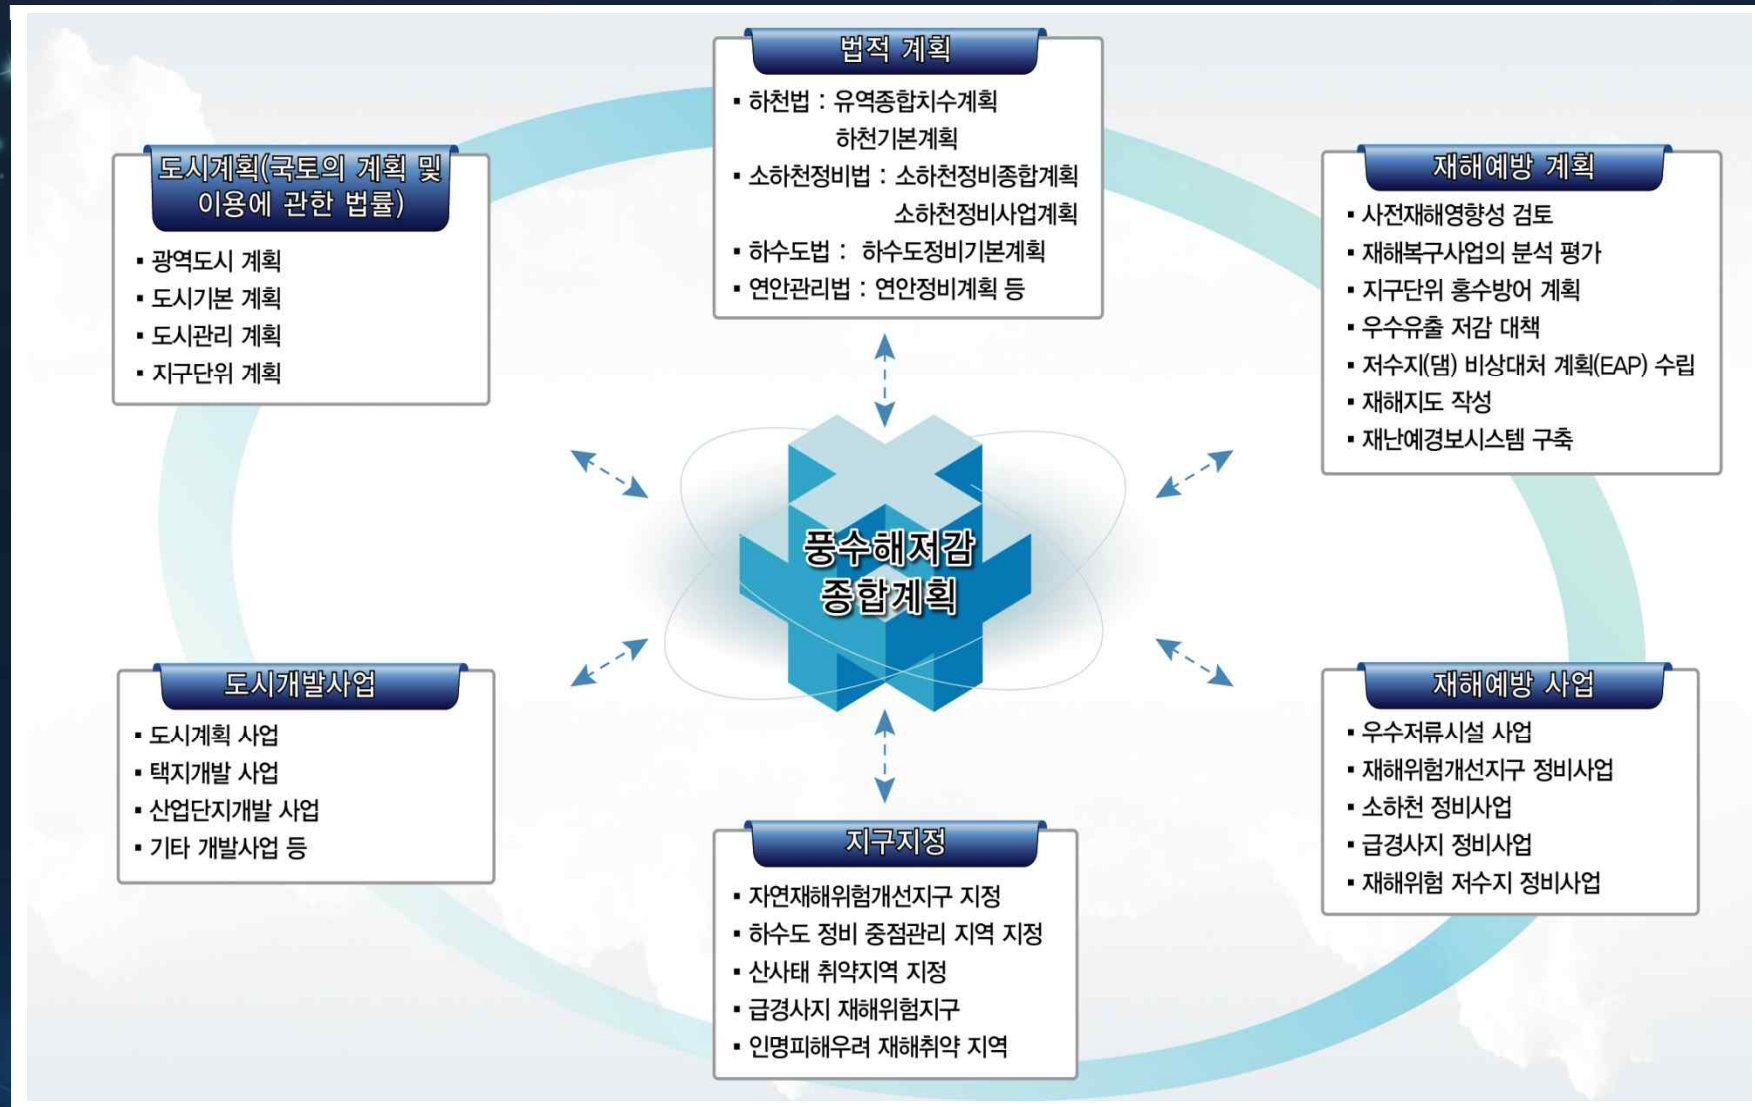 법적 계획
▪ 하천법 : 유역종합치수계획
하천기본계획
▪ 소하천정비법 : 소하천정비종합계획
소하천정비사업계획
▪ 하수도법 : 하수도정비기본계획
▪ 연안관리법 : 연안정비계획 등
도시계획(국토의 계획 및
이용에 관한 법률)
▪ 광역도시 계획
▪ 도시기본 계획
▪ 도시관리 계획
▪ 지구단위 계획
재해예방 계획
▪ 사전재해영향성 검토
▪ 재해복구사업의 분석 평가
▪ 지구단위 홍수방어 계획
▪ 우수유출 저감 대책
▪ 저수지(댐) 비상대처 계획(EAP) 수립
▪ 재해지도 작성
▪ 재난예경보시스템 구축
풍수해저감
종합계획
도시개발사업
▪ 도시계획 사업
▪ 택지개발 사업
▪ 산업단지개발 사업
▪ 기타 개발사업 등
재해예방 사업
▪ 우수저류시설 사업
▪ 재해위험개선지구 정비사업
▪ 소하천 정비사업
▪ 급경사지 정비사업
▪ 재해위험 저수지 정비사업
지구지정
▪ 자연재해위험개선지구 지정
▪ 하수도 정비 중점관리 지역 지정
▪ 산사태 취약지역 지정
▪ 급경사지 재해위험지구
▪ 인명피해우려 재해취약 지역